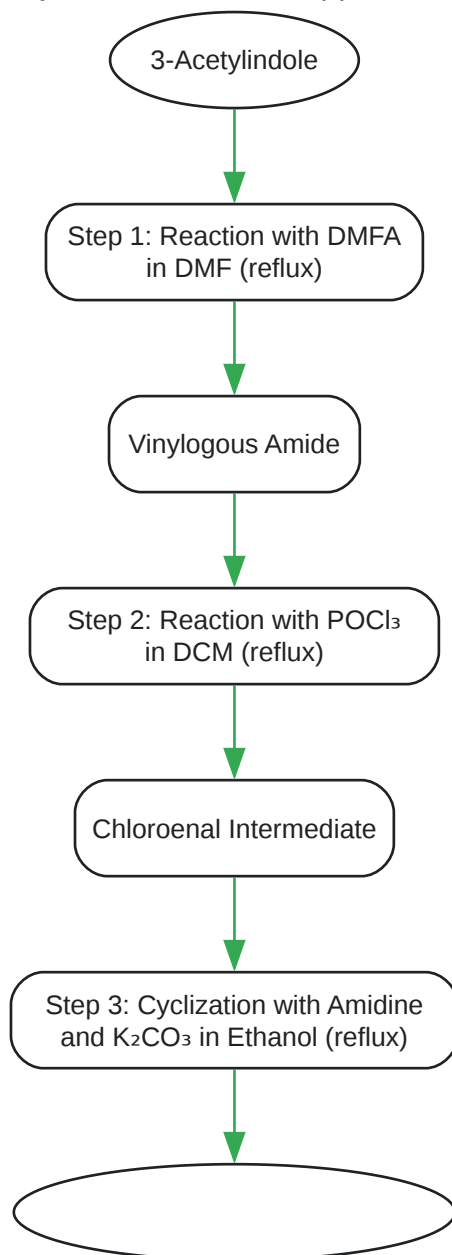 3-Acetylindole
Step 1: Reaction with DMFA
in DMF (reflux)
Vinylogous Amide
Step 2: Reaction with POCl₃
in DCM (reflux)
Chloroenal Intermediate
Step 3: Cyclization with Amidine
and K₂CO₃ in Ethanol (reflux)